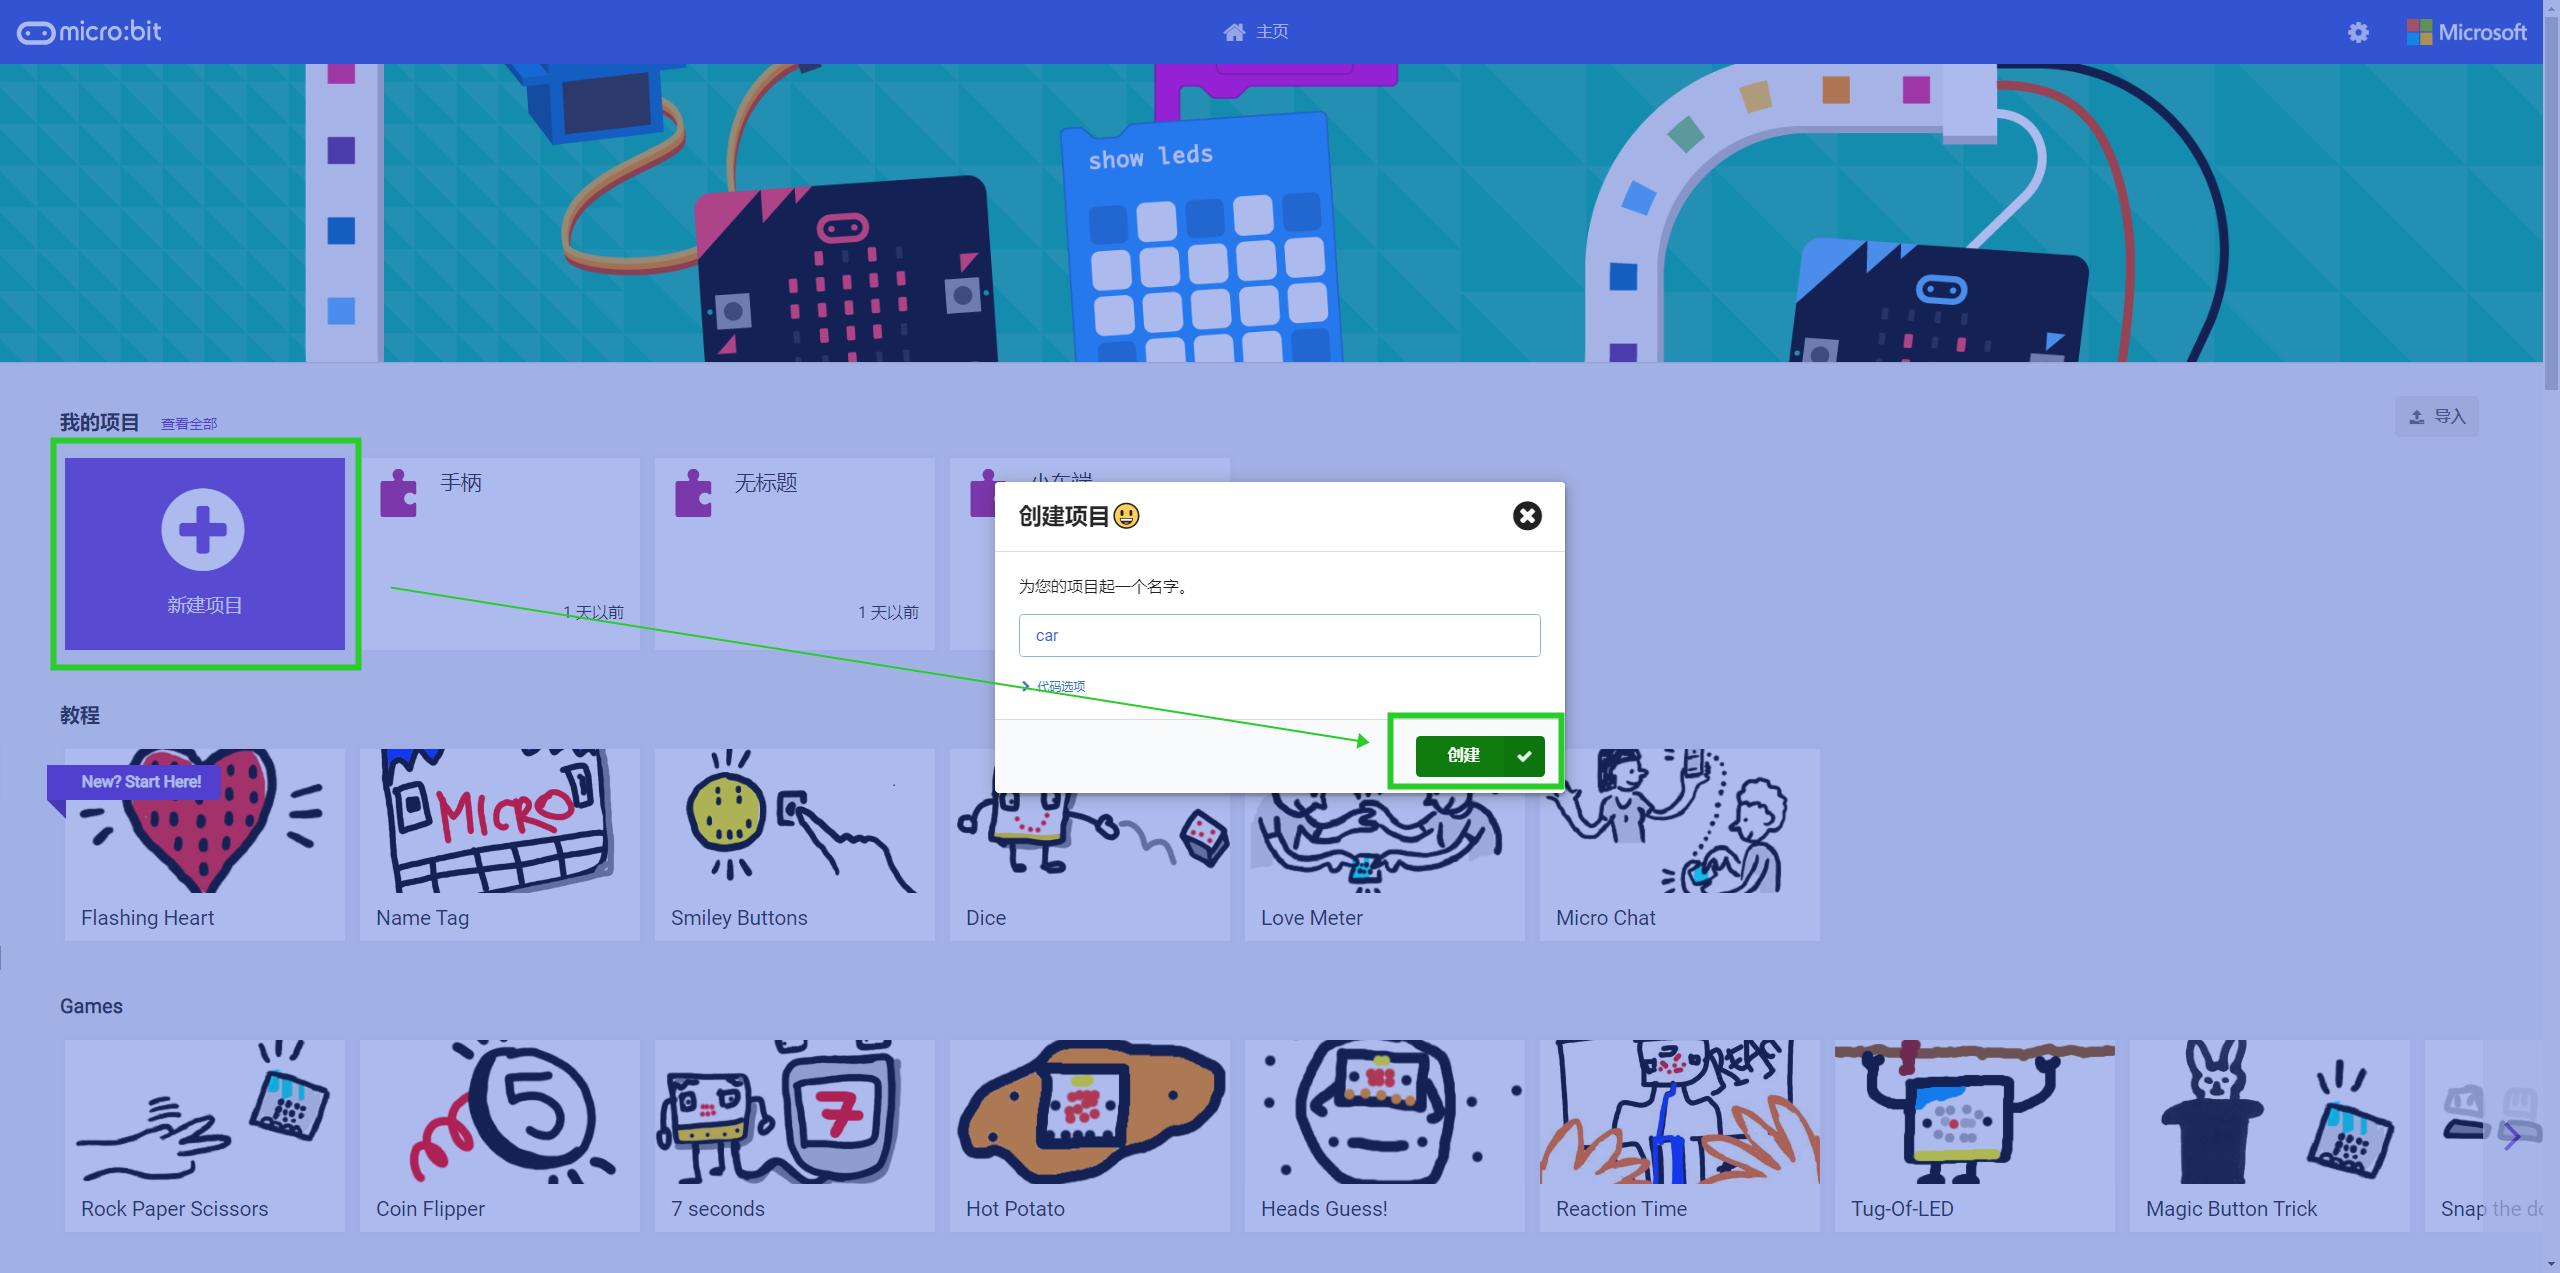 micro:bit
主页
Microsoft
show leds
我的项目 查看全部
导入
新建项目
手柄
1 天以前
无标题
1 天以前
小车端
创建项目😃
为您的项目起一个名字。
car
代码选项
创建
教程
New? Start Here!
MICRO
Flashing Heart
Name Tag
Smiley Buttons
Dice
Love Meter
Micro Chat
Games
5
7
REAC
Rock Paper Scissors
Coin Flipper
7 seconds
Hot Potato
Heads Guess!
Reaction Time
Tug-Of-LED
Magic Button Trick
Snap the do